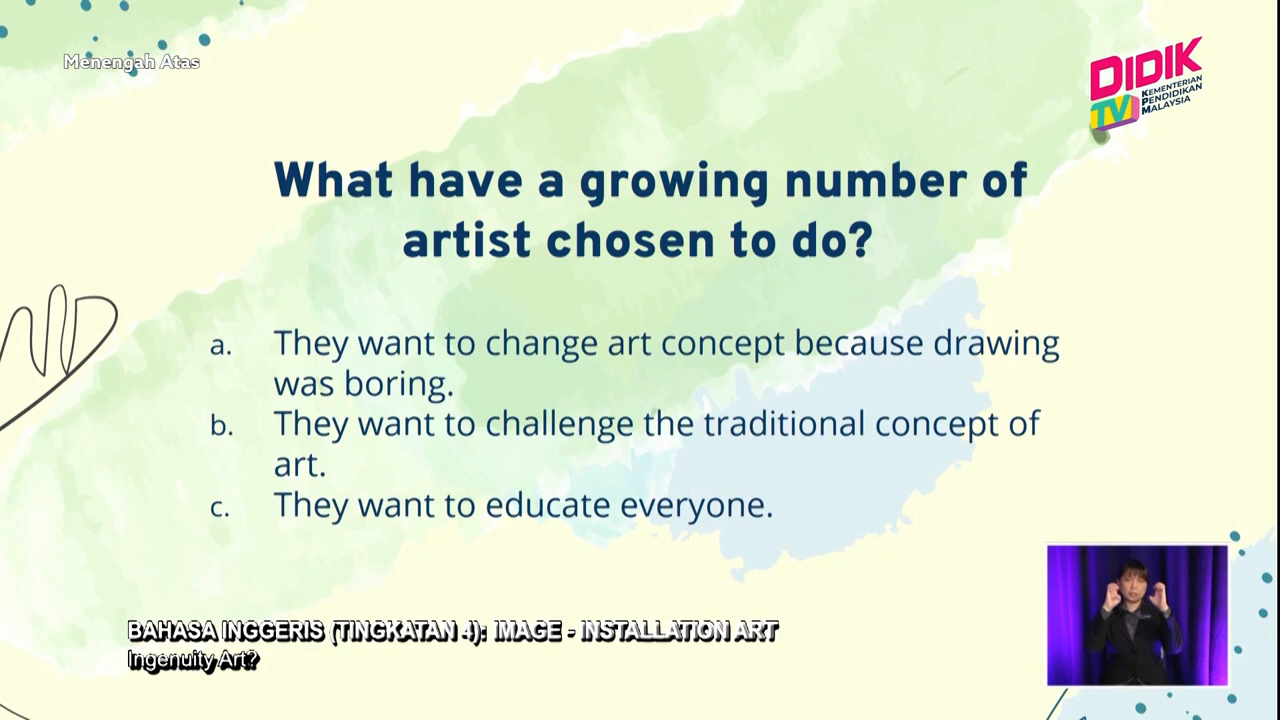 Menengah Atas
DIDIK
TV
KEMENTERIAN
PENDIDIKAN
MALAYSIA
What have a growing number of
artist chosen to do?
a. They want to change art concept because drawing
was boring.
b. They want to challenge the traditional concept of
art.
c. They want to educate everyone.
BAHASA INGGERIS (TINGKATAN 4): IMAGE - INSTALLATION ART
Ingenuity Art?